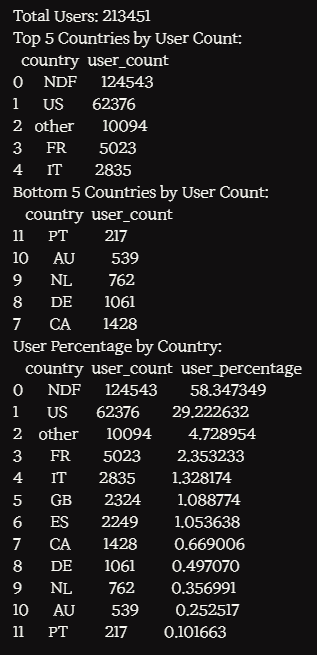 Total Users: 213451
Top 5 Countries by User Count:
country user_count
0 NDF 124543
1 US 62376
2 other 10094
3 FR 5023
4 IT 2835
Bottom 5 Countries by User Count:
country user_count
11 PT 217
10 AU 539
9 NL 762
8 DE 1061
7 CA 1428
User Percentage by Country:
country user_count user_percentage
0 NDF 124543 58.347349
1 US 62376 29.222632
2 other 10094 4.728954
3 FR 5023 2.353233
4 IT 2835 1.328174
5 GB 2324 1.088774
6 ES 2249 1.053638
7 CA 1428 0.669006
8 DE 1061 0.497070
9 NL 762 0.356991
10 AU 539 0.252517
11 PT 217 0.101663